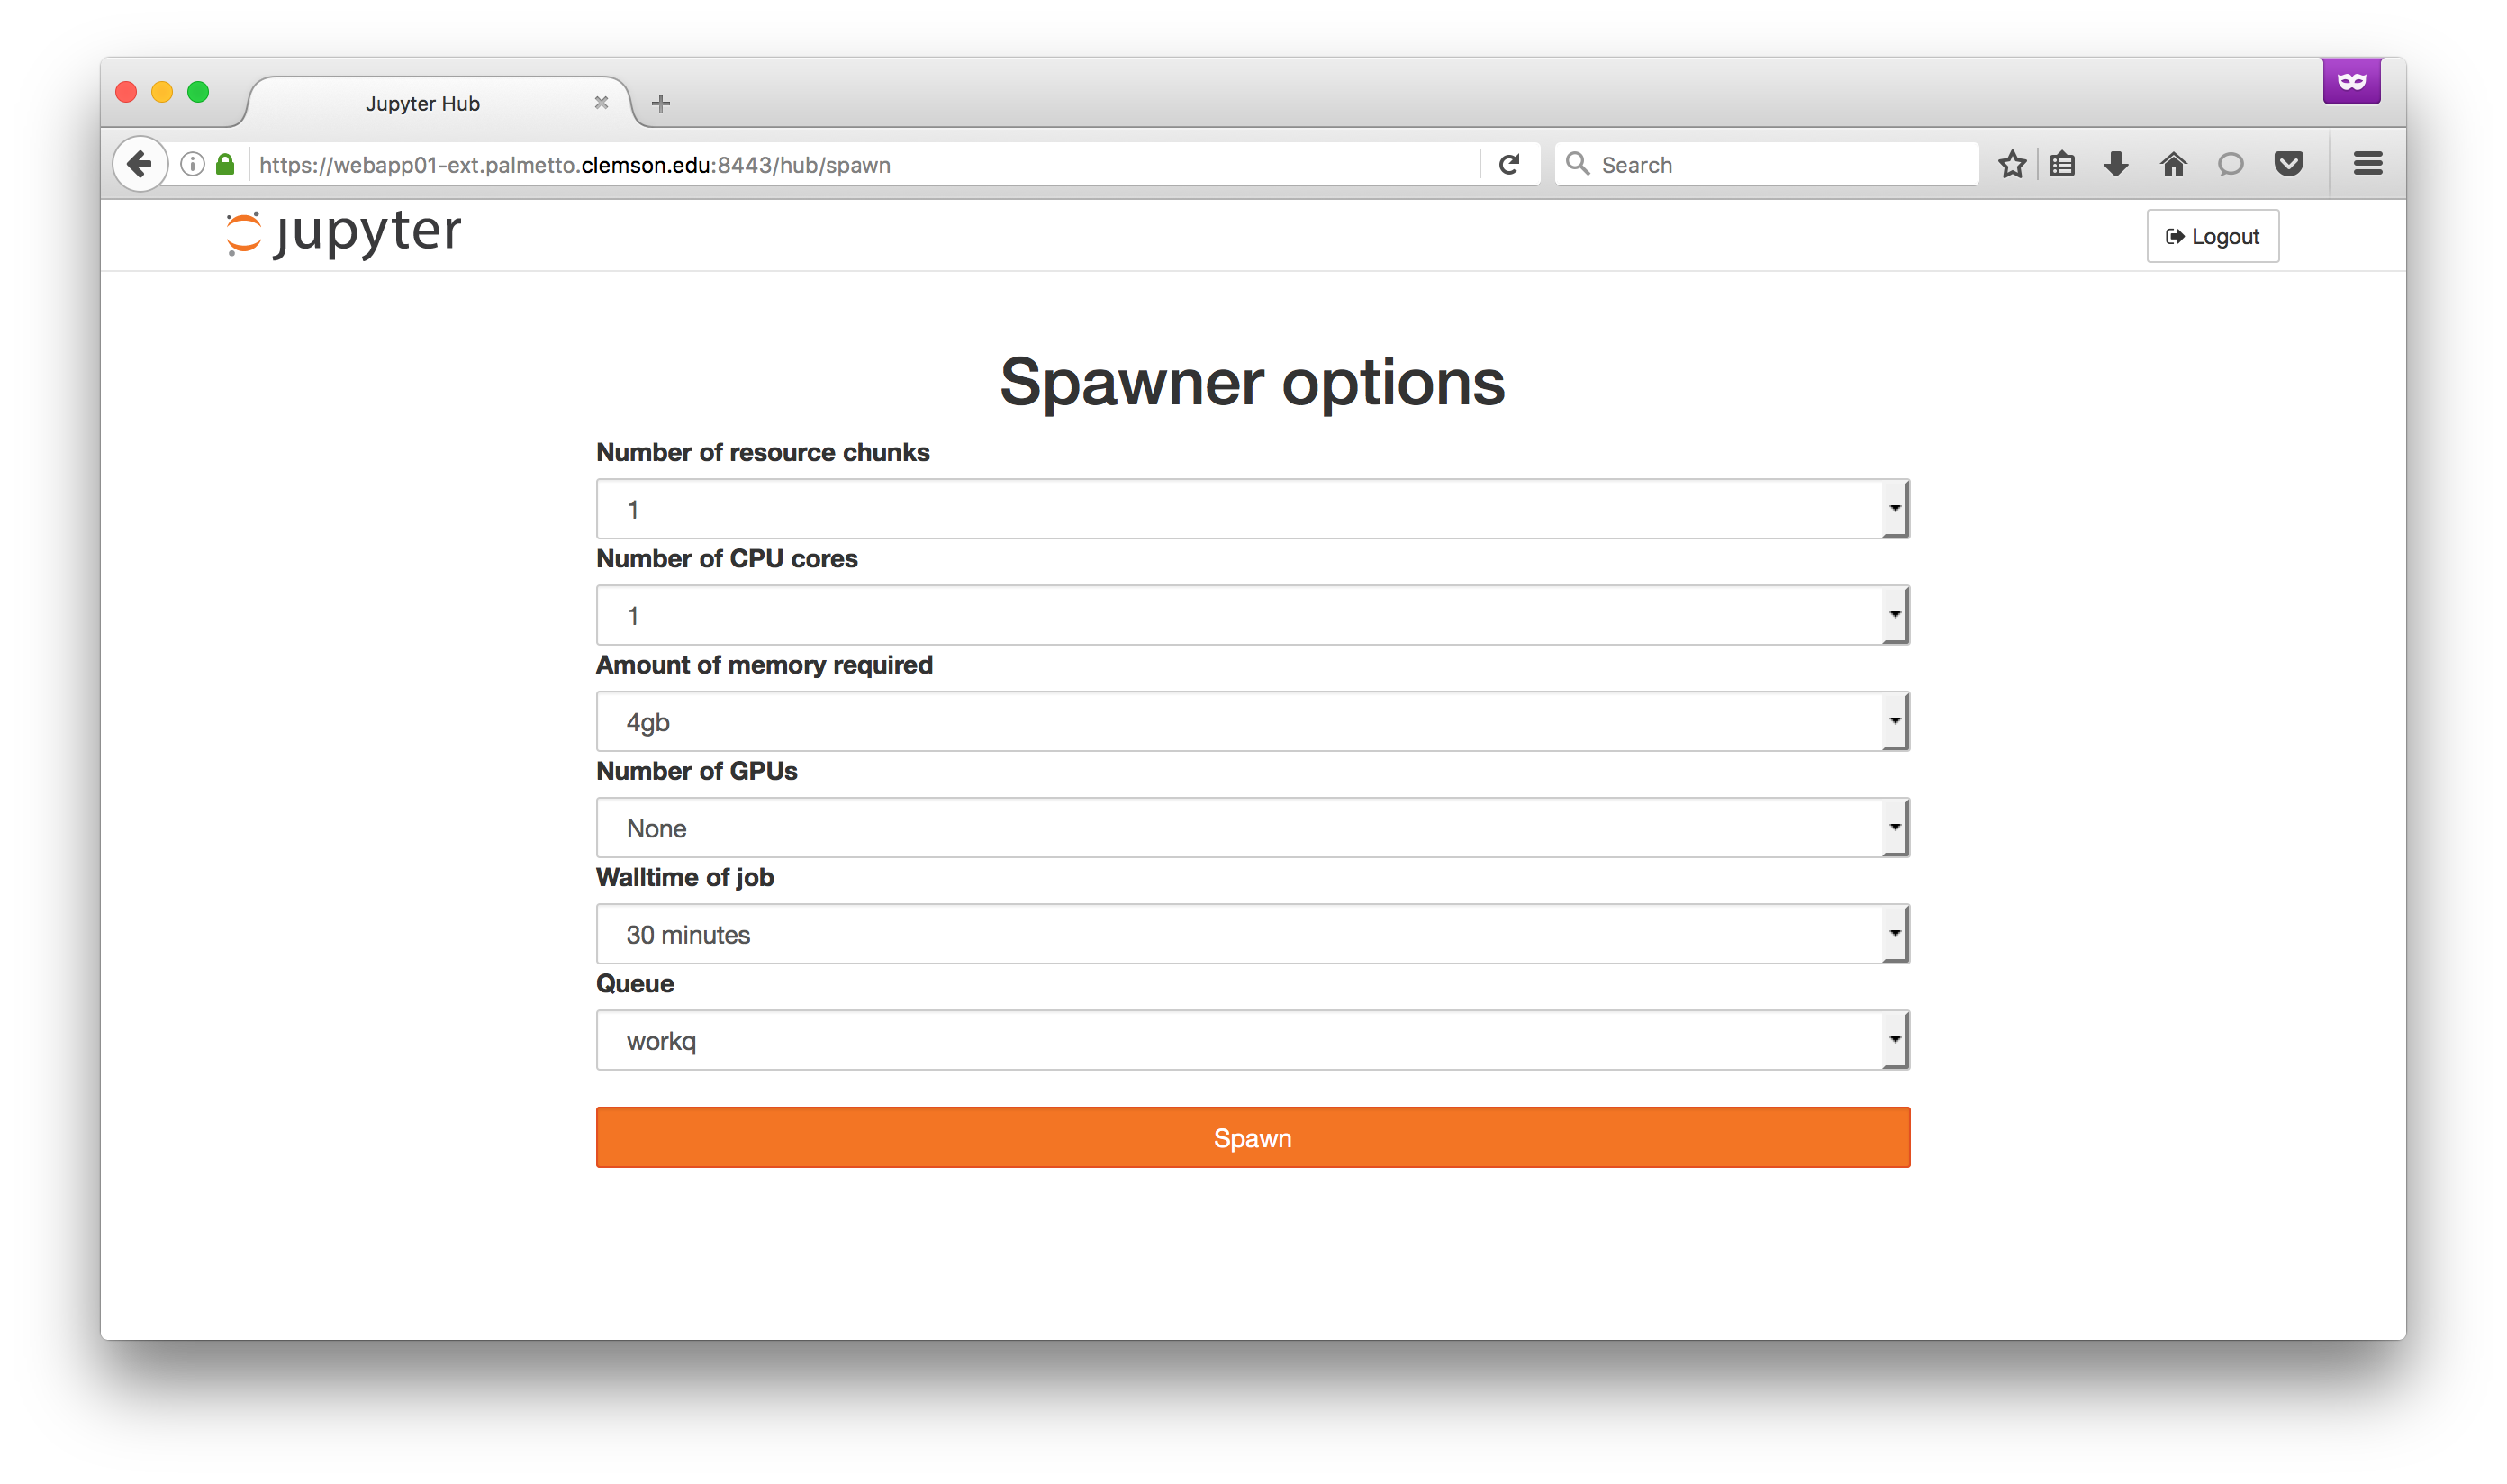 Jupyter Hub
https://webapp01-ext.palmetto.clemson.edu:8443/hub/spawn
Search
jupyter
Logout
Spawner options
Number of resource chunks
1
Number of CPU cores
1
Amount of memory required
4gb
Number of GPUs
None
Walltime of job
30 minutes
Queue
workq
Spawn